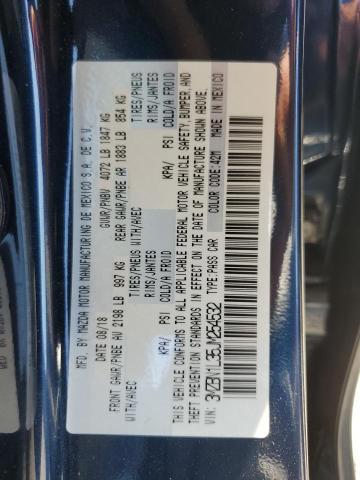 MFD. BY MAZDA MOTOR MANUFACTURING DE MEXICO S.A. DE C.V.
DATE 08/18 GVWR/PNBV 4072 LB 1847 KG
FRONT GAWR/PNBE AV 2198 LB 997 KG REAR GAWR/PNBE AR 1883 LB 854 KG
WITH/AVEC TIRES/PNEUS WITH/AVEC TIRES/PNEUS
RIMS/JANTES RIMS/JANTES
KPA/ PSI COLD/A FROID KPA/ PSI COLD/A FROID
THIS VEHICLE CONFORMS TO ALL APPLICABLE FEDERAL MOTOR VEHICLE SAFETY, BUMPER, AND
THEFT PREVENTION STANDARDS IN EFFECT ON THE DATE OF MANUFACTURE SHOWN ABOVE.
VIN: 3MZBN1L35JM254532 TYPE: PASS CAR COLOR CODE: 42M MADE IN MEXICO